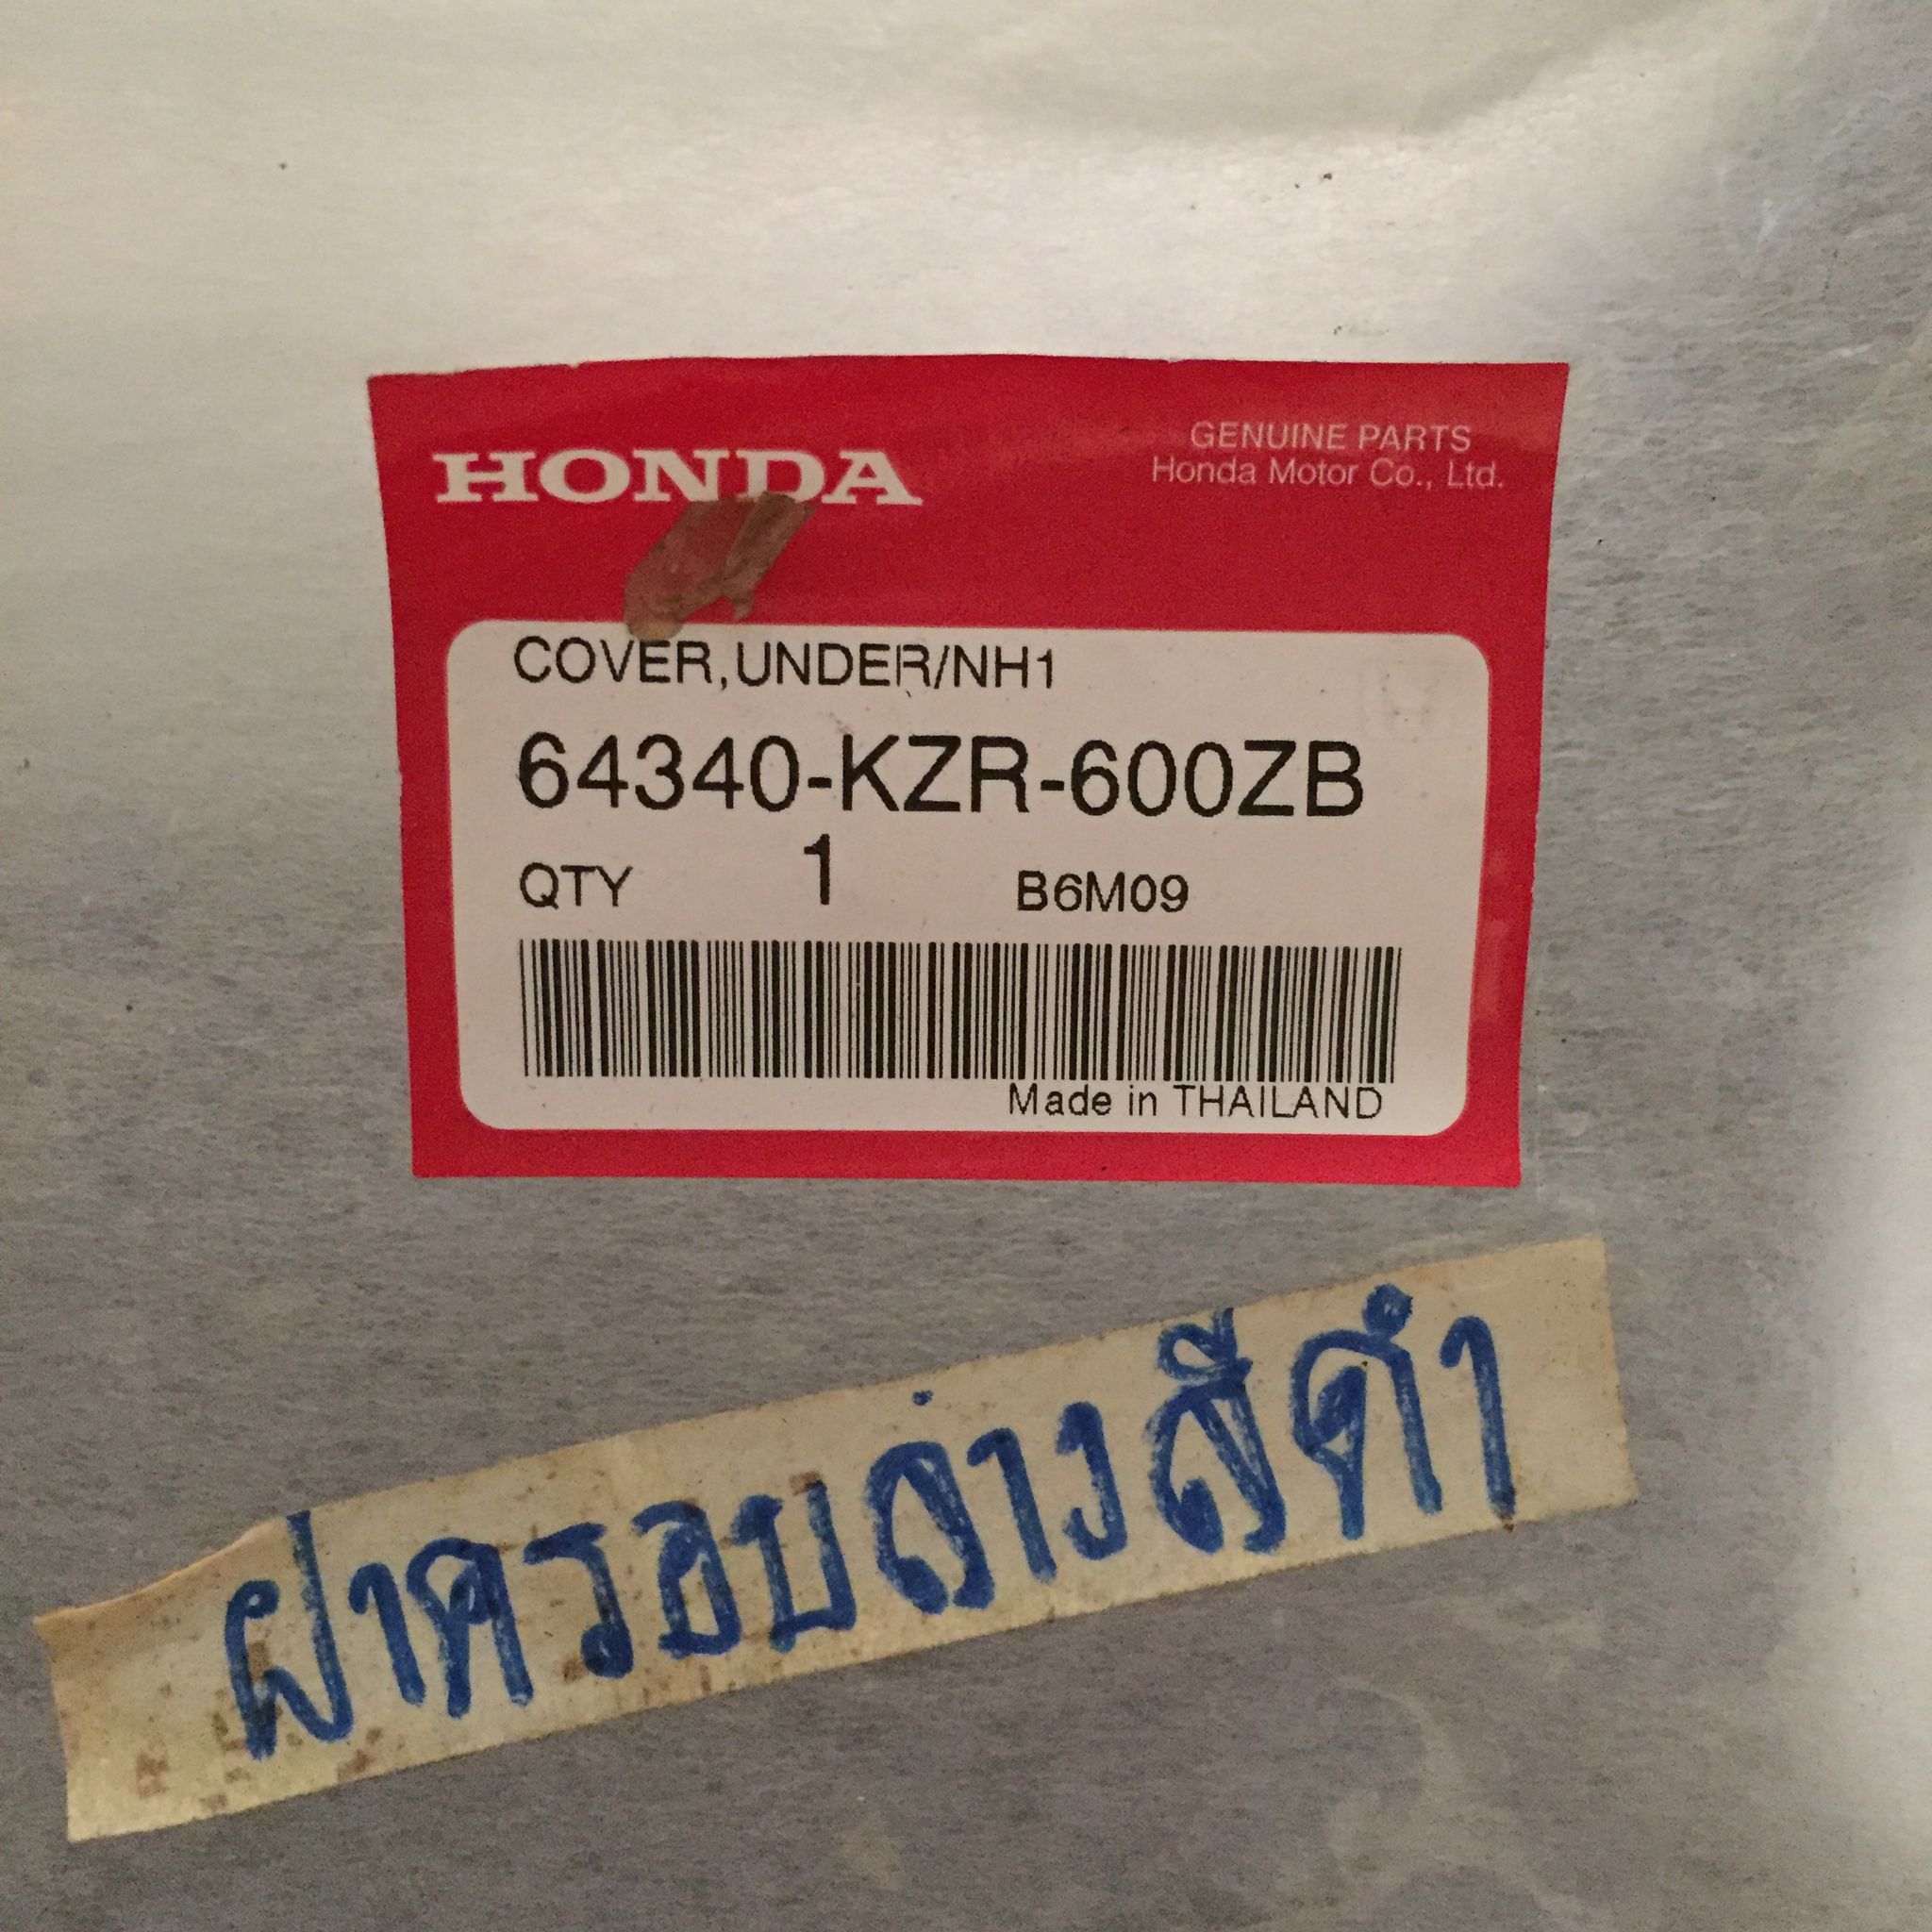 HONDA
GENUINE PARTS
Honda Motor Co., Ltd.
COVER,UNDER/NH1
64340-KZR-600ZB
QTY 1 B6M09
Made in THAILAND
ฝาครอบล่างสีดำ